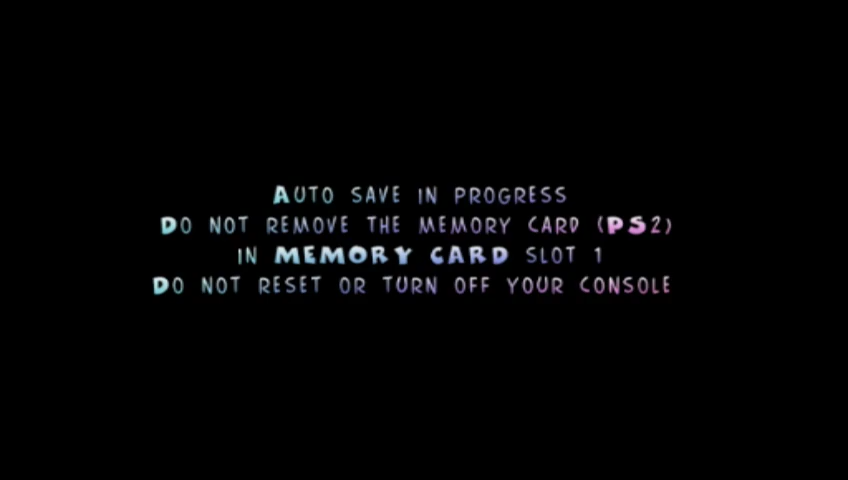 Auto save in progress
Do not remove the memory card (PS2)
in MEMORY CARD slot 1
Do not reset or turn off your console